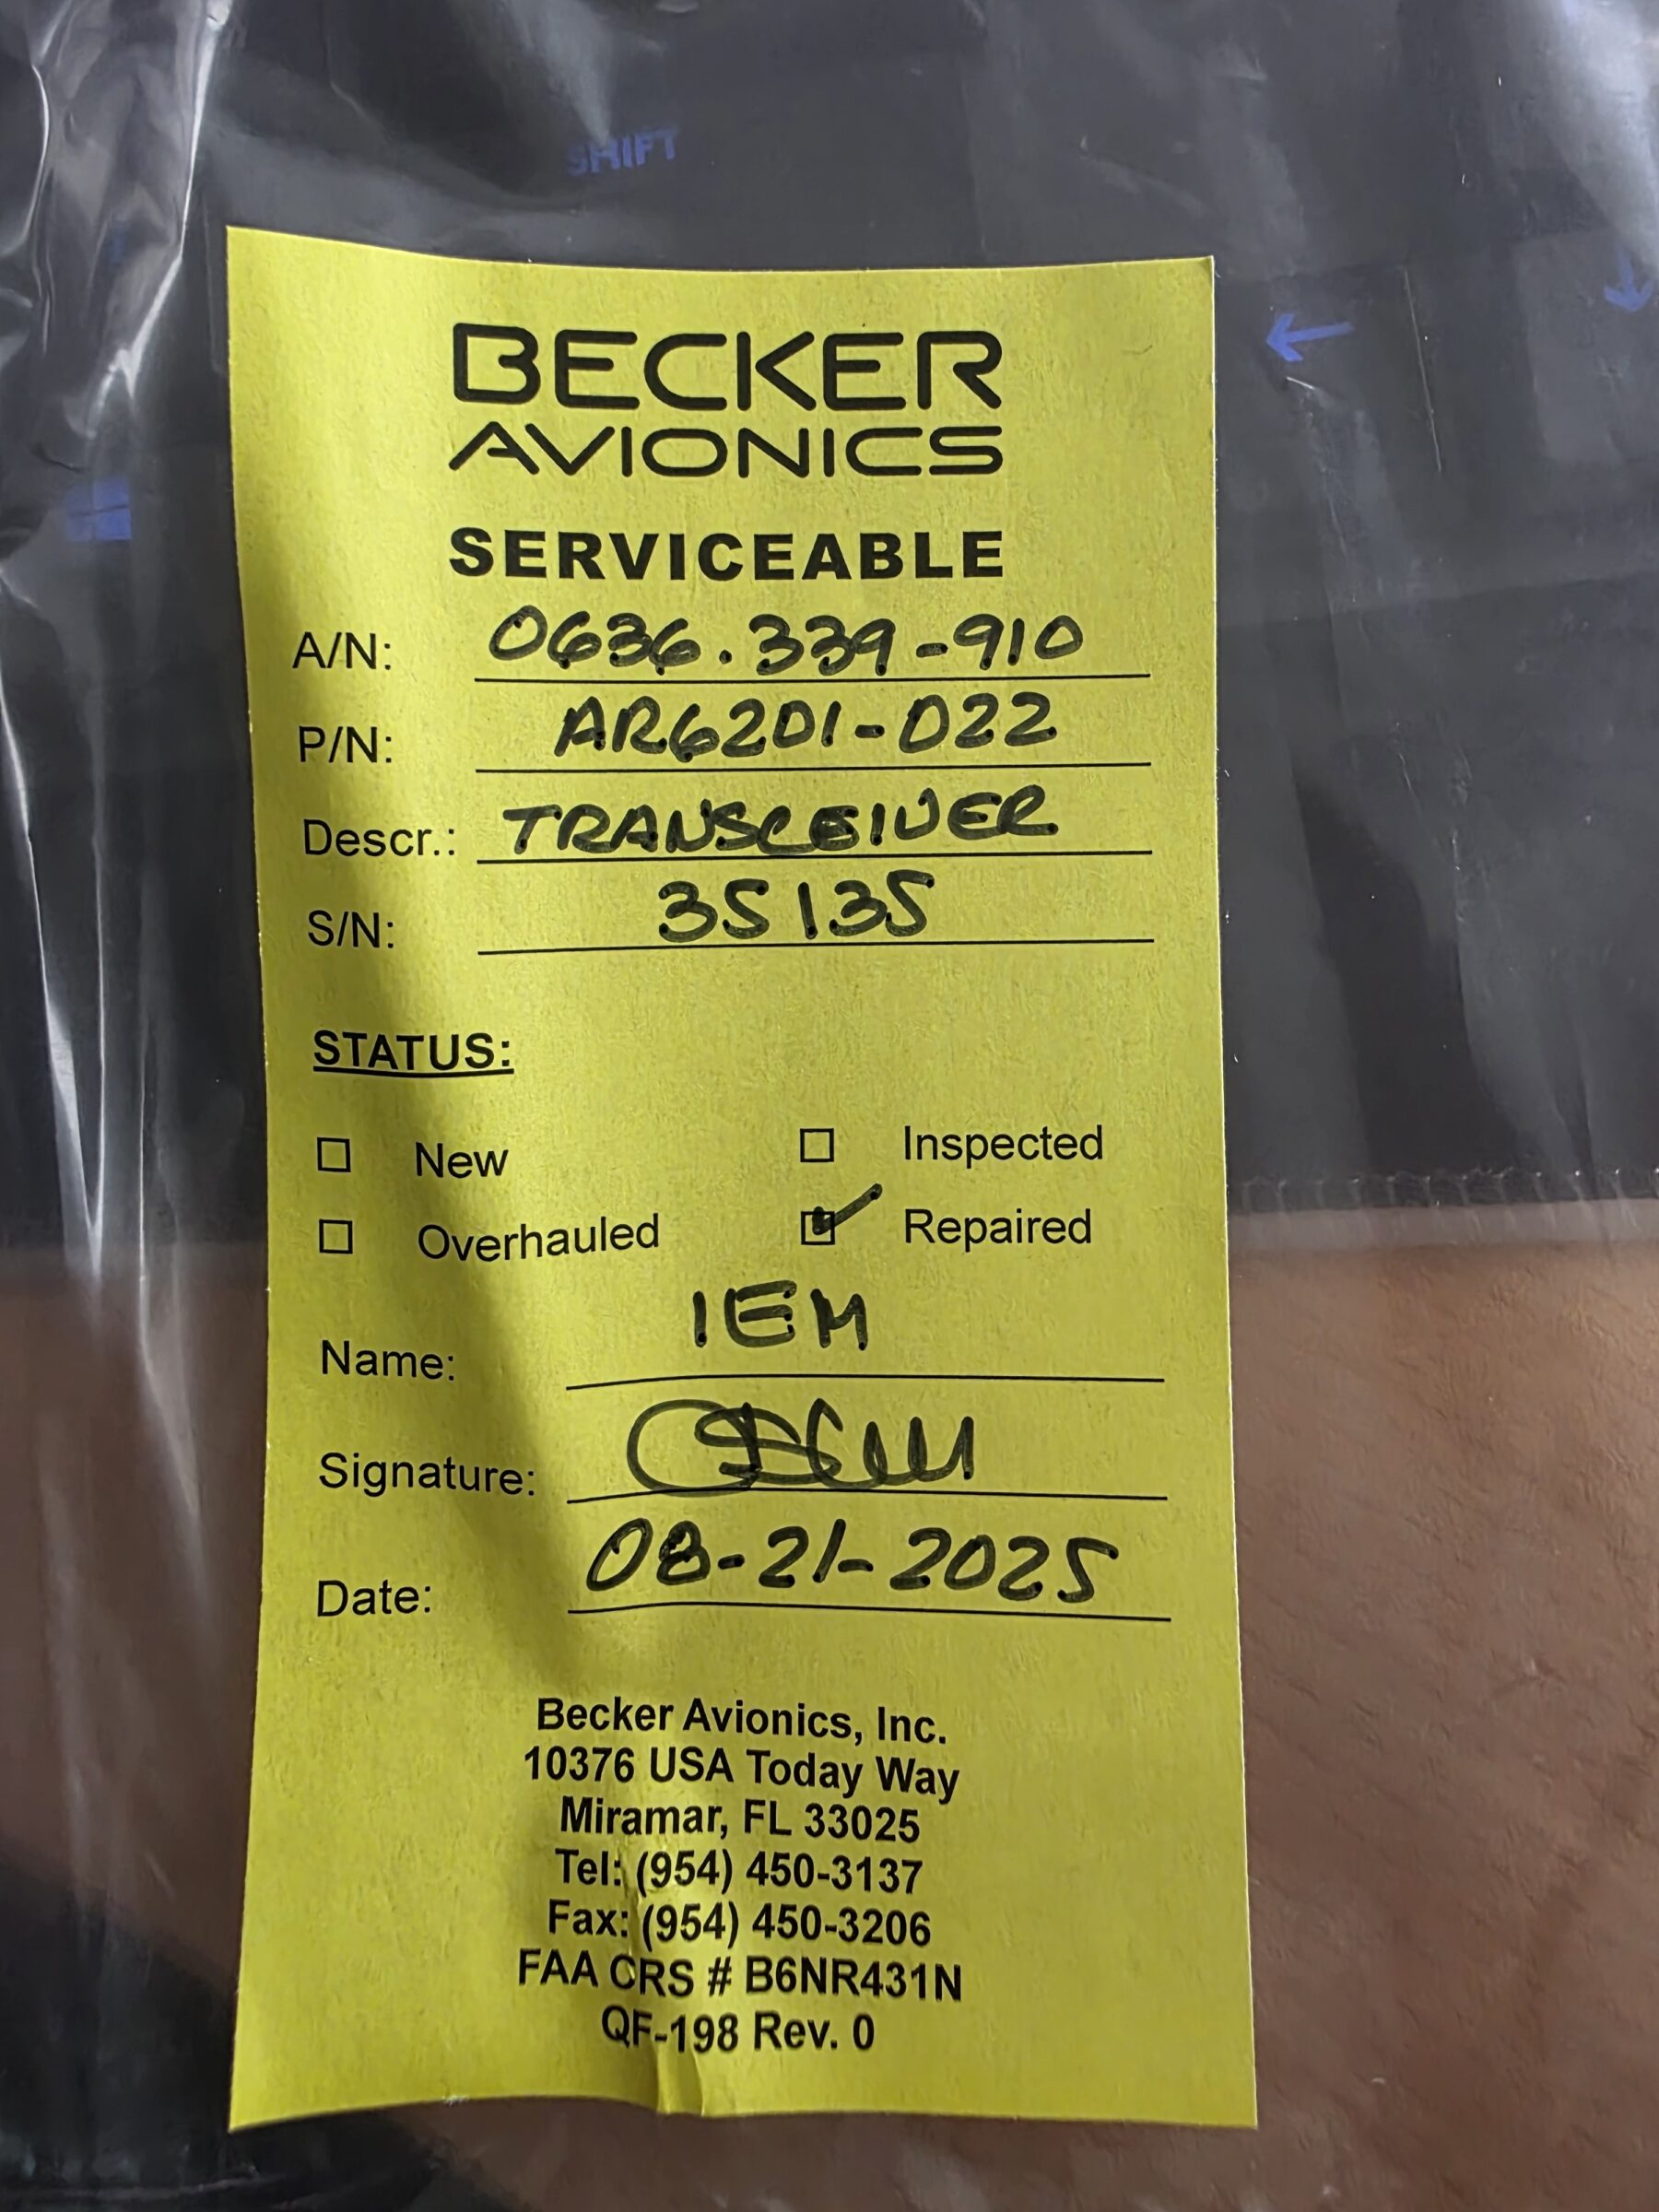 SHIFT
BECKER
AVIONICS
SERVICEABLE
A/N: 0636.339-910
P/N: AR6201-022
Descr.: TRANSCEIVER
S/N: 35135
STATUS:
☐ New ☐ Inspected
☐ Overhauled ☑ Repaired
Name: IEM
Signature:
Date: 08-21-2025
Becker Avionics, Inc.
10376 USA Today Way
Miramar, FL 33025
Tel: (954) 450-3137
Fax: (954) 450-3206
FAA CRS # B6NR431N
QF-198 Rev. 0